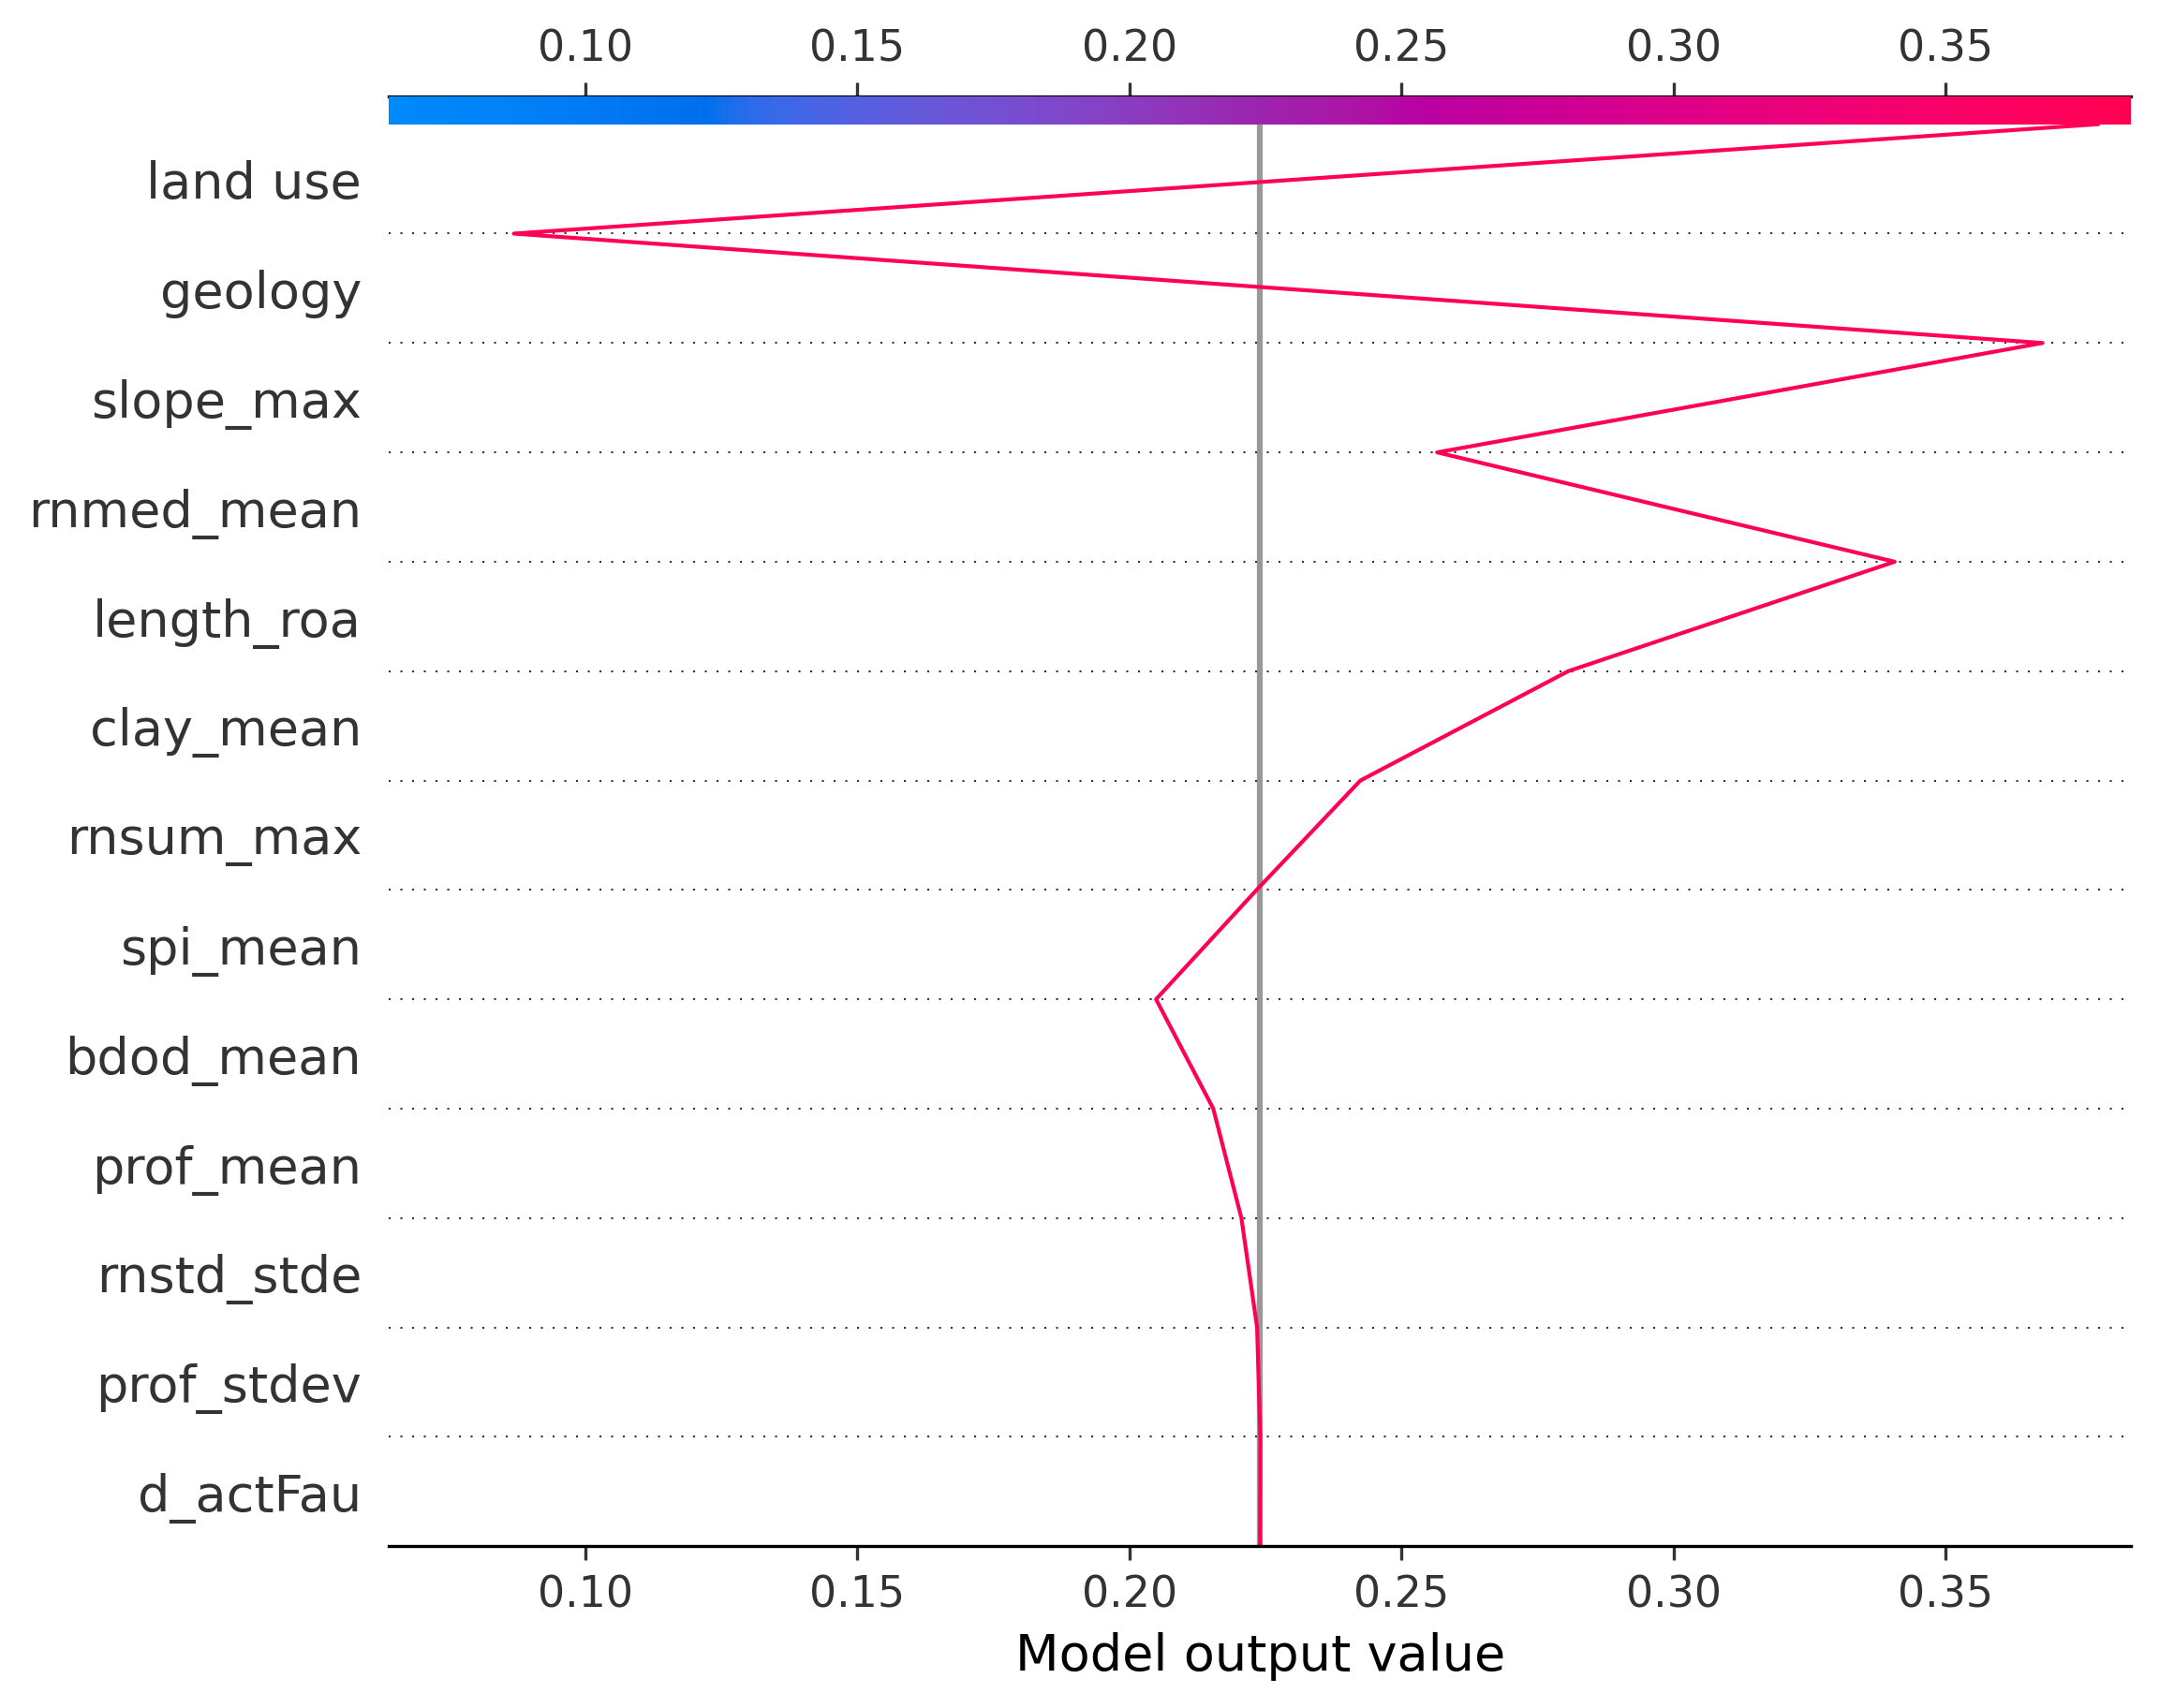 0.10 0.15 0.20 0.25 0.30 0.35
land use
geology
slope_max
rnmed_mean
length_roa
clay_mean
rnsum_max
spi_mean
bdod_mean
prof_mean
rnstd_stde
prof_stdev
d_actFau
0.10 0.15 0.20 0.25 0.30 0.35
Model output value